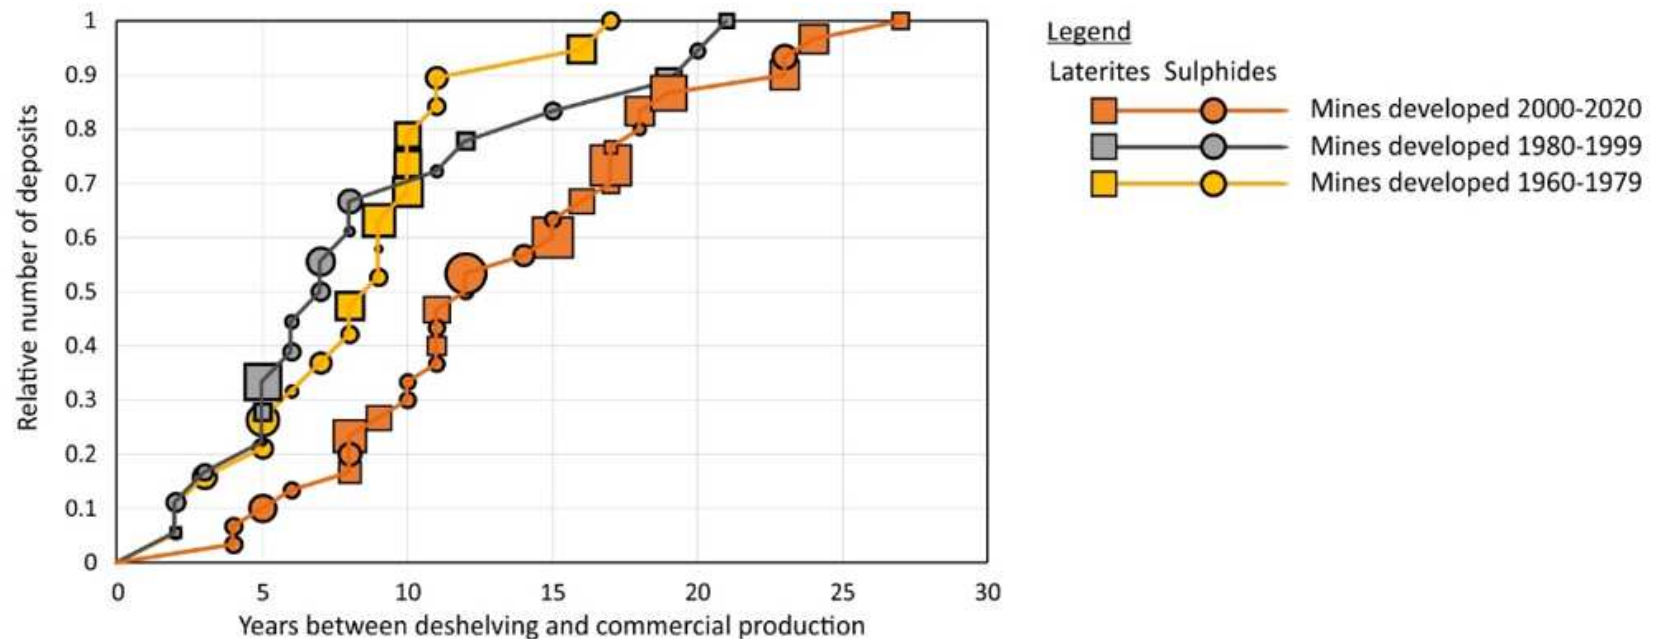 Relative number of deposits
1
0.9
0.8
0.7
0.6
0.5
0.4
0.3
0.2
0.1
0
0 5 10 15 20 25 30
Years between deshelving and commercial production
Legend
Laterites Sulphides
Mines developed 2000-2020
Mines developed 1980-1999
Mines developed 1960-1979